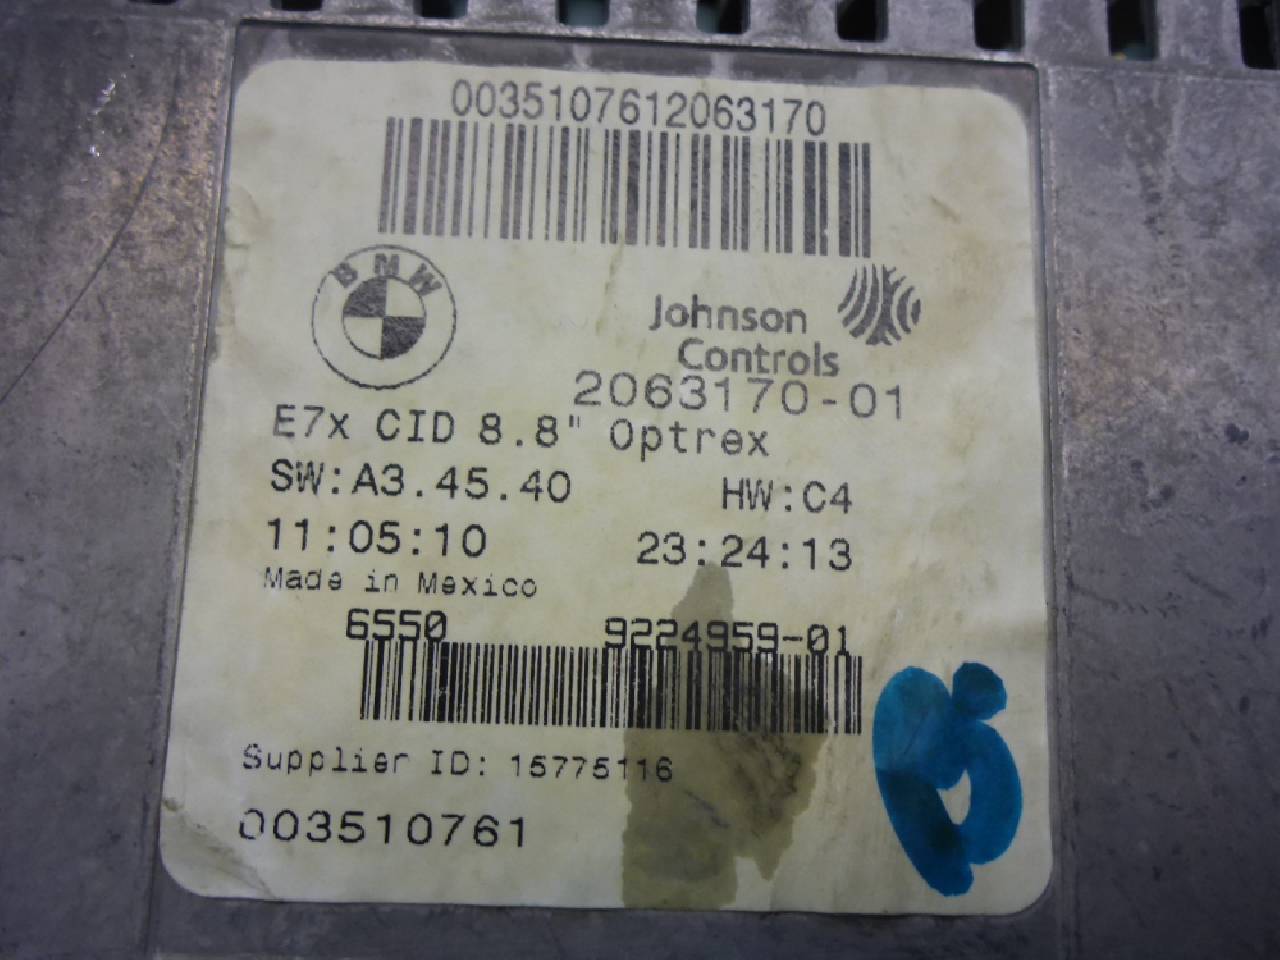 0035107612063170
BMW
Johnson
Controls
2063170-01
E7x CID 8.8" Optrex
SW:A3.45.40 HW:C4
11:05:10 23:24:13
Made in Mexico
6550 9224959-01
Supplier ID: 15775116
003510761